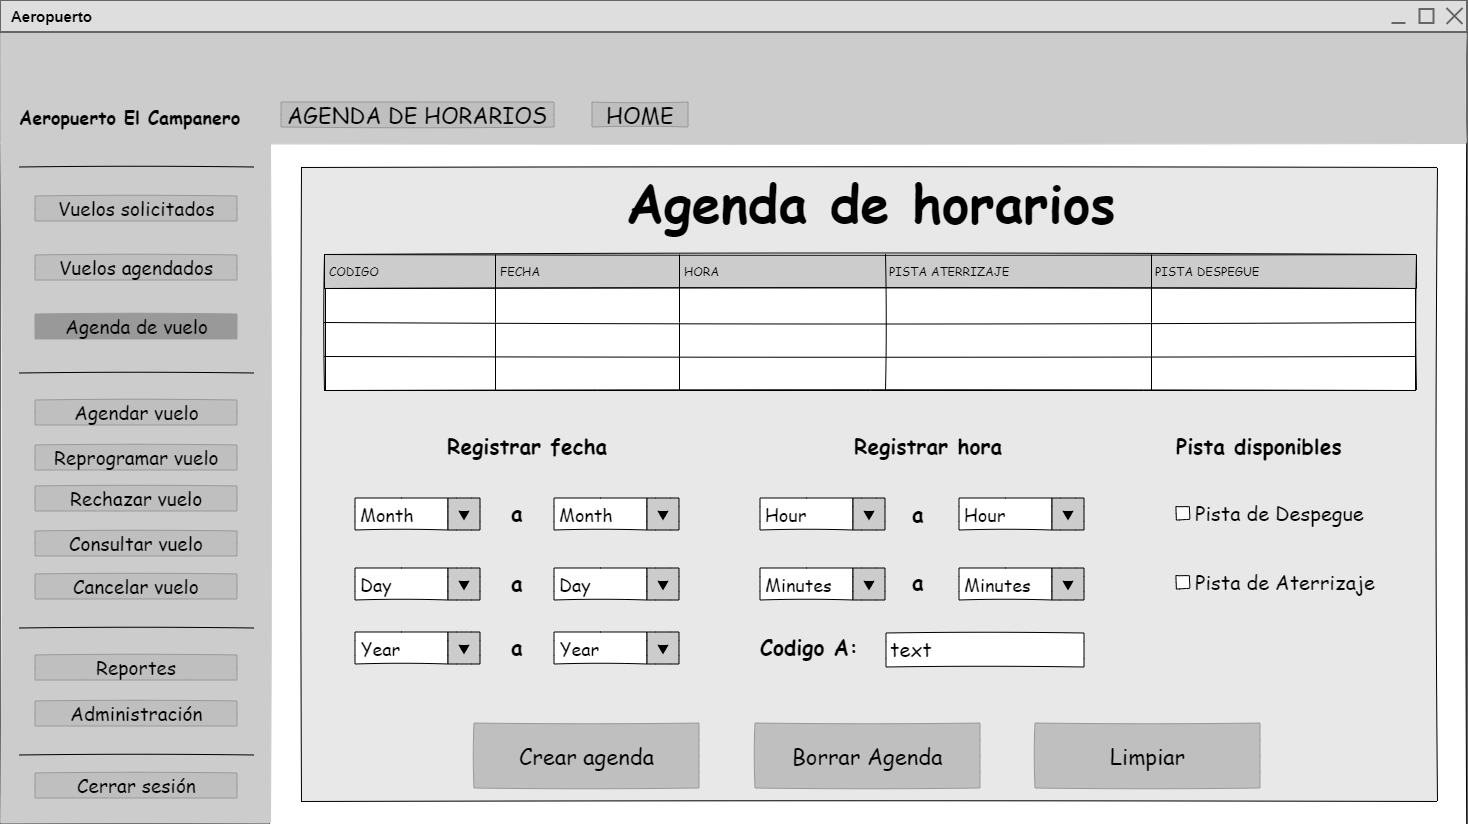 Aeropuerto
Aeropuerto El Campanero
AGENDA DE HORARIOS
HOME
Vuelos solicitados
Vuelos agendados
Agenda de vuelo
Agendar vuelo
Reprogramar vuelo
Rechazar vuelo
Consultar vuelo
Cancelar vuelo
Reportes
Administración
Cerrar sesión
Agenda de horarios
CODIGO FECHA HORA PISTA ATERRIZAJE PISTA DESPEGUE
Registrar fecha Registrar hora Pista disponibles
Month a Month Hour a Hour Pista de Despegue
Day a Day Minutes a Minutes Pista de Aterrizaje
Year a Year Codigo A: text
Crear agenda Borrar Agenda Limpiar